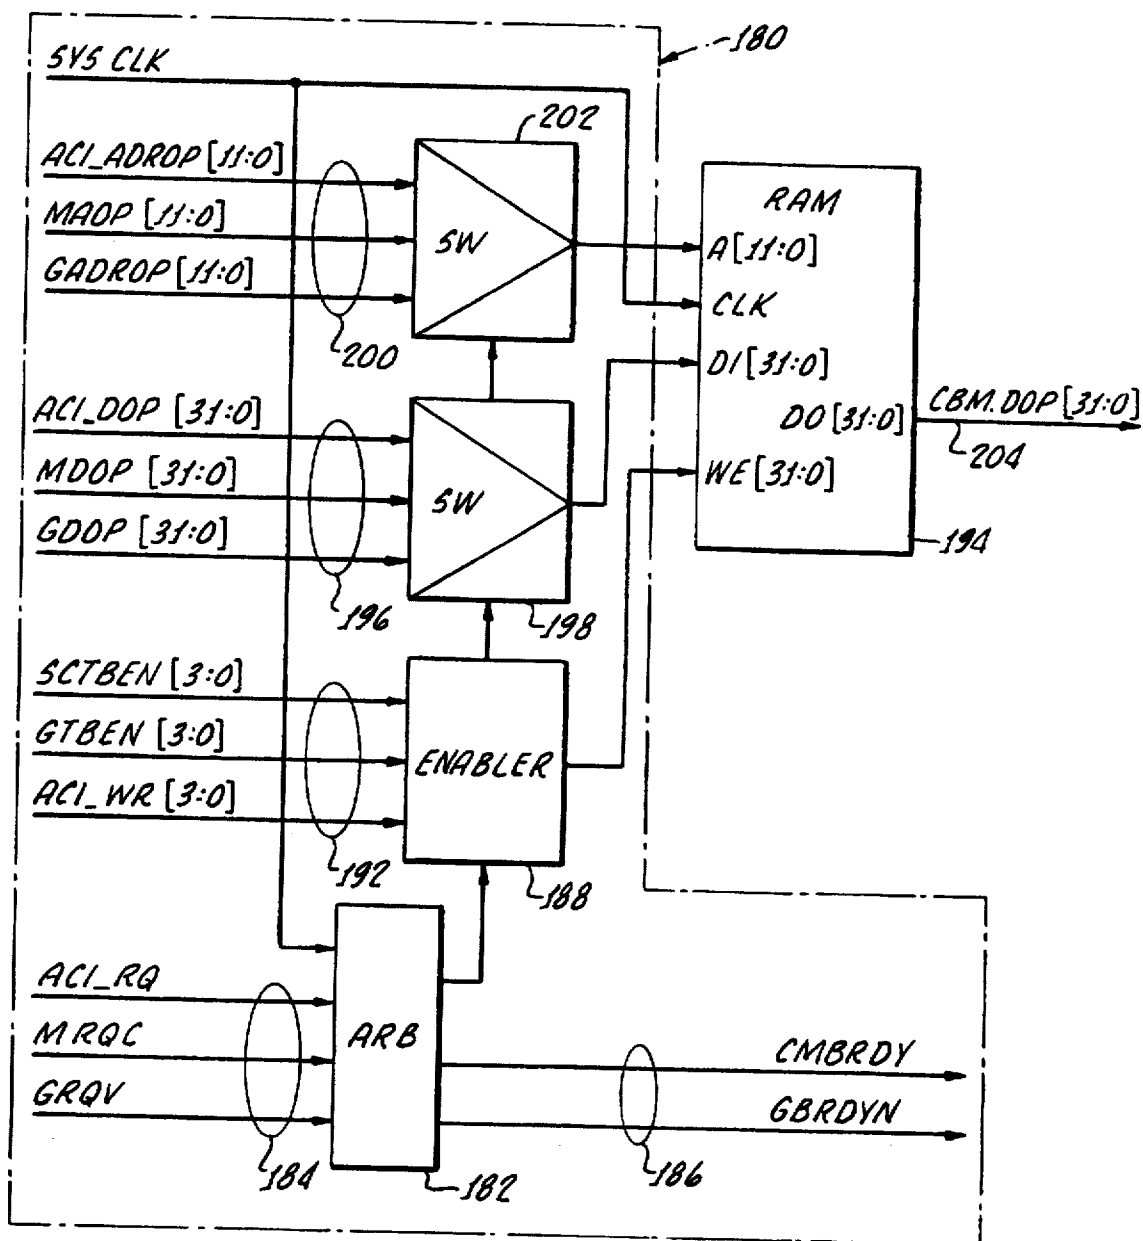 180
SYS CLK
202
ACI_ADROP [11:0]
MADP [11:0]
GADROP [11:0]
SW
200
RAM
A [11:0]
CLK
DI [31:0]
DO [31:0]
WE [31:0]
CBM.DOP [31:0]
204
194
ACI_DOP [31:0]
MDOP [31:0]
GDOP [31:0]
SW
196
198
SCTBEN [3:0]
GTBEN [3:0]
ACI_WR [3:0]
ENABLER
192
188
ACI_RQ
MRQC
GRQV
ARB
184
182
CMBRDY
GBRDYN
186